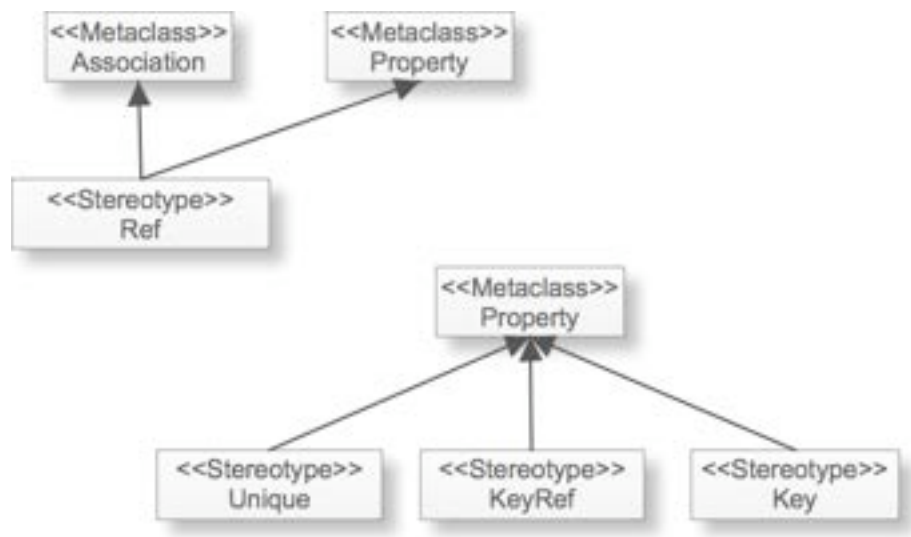 <<Metaclass>>
Association
<<Metaclass>>
Property
<<Stereotype>>
Ref
<<Metaclass>>
Property
<<Stereotype>>
Unique
<<Stereotype>>
KeyRef
<<Stereotype>>
Key